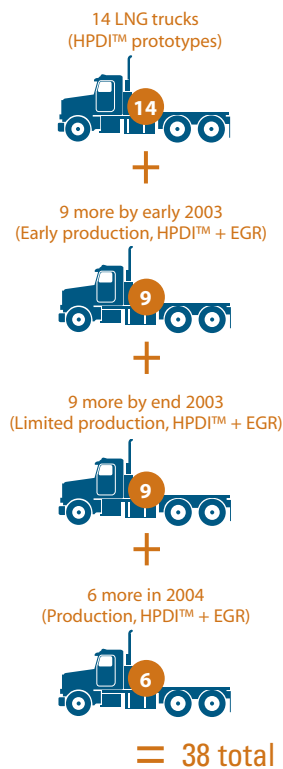 14 LNG trucks
(HPDI™ prototypes)
14
+
9 more by early 2003
(Early production, HPDI™ + EGR)
9
+
9 more by end 2003
(Limited production, HPDI™ + EGR)
9
+
6 more in 2004
(Production, HPDI™ + EGR)
6
= 38 total